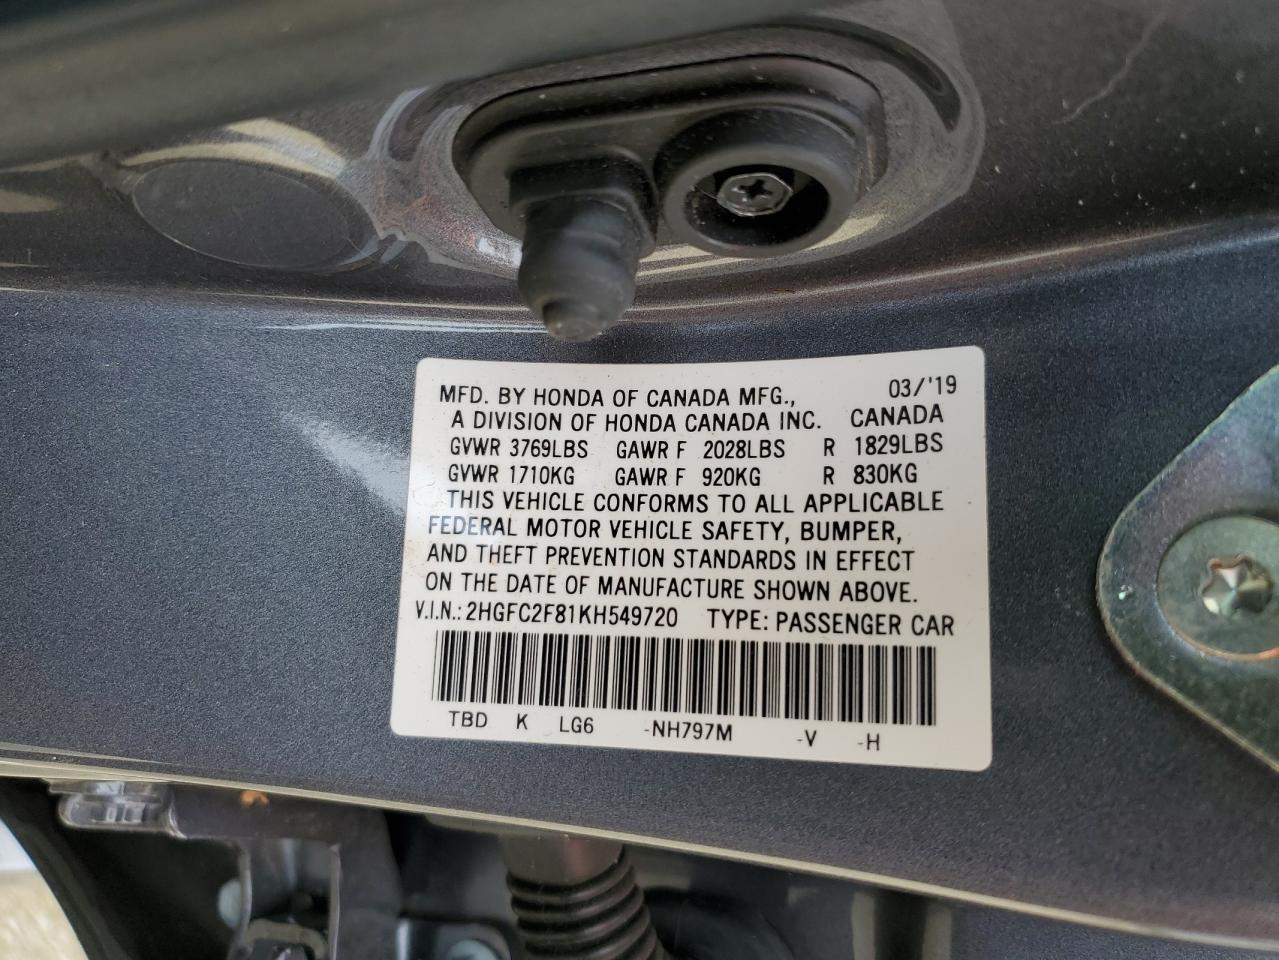 MFD. BY HONDA OF CANADA MFG., 03/'19
A DIVISION OF HONDA CANADA INC. CANADA
GVWR 3769LBS GAWR F 2028LBS R 1829LBS
GVWR 1710KG GAWR F 920KG R 830KG
THIS VEHICLE CONFORMS TO ALL APPLICABLE
FEDERAL MOTOR VEHICLE SAFETY, BUMPER,
AND THEFT PREVENTION STANDARDS IN EFFECT
ON THE DATE OF MANUFACTURE SHOWN ABOVE.
V.I.N.: 2HGFC2F81KH549720 TYPE: PASSENGER CAR
TBD K LG6 -NH797M -V -H